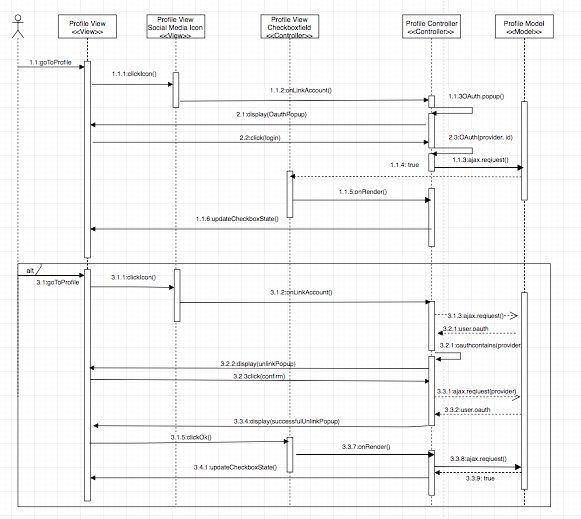 Profile View
<<View>>
Profile View
Social Media Icon
<<View>>
Profile View
Checkboxfield
<<Controller>>
Profile Controller
<<Controller>>
Profile Model
<<Model>>
1.1:goToProfile
1.1.1:clickIcon()
1.1.2:onLinkAccount()
1.1.3OAuth.popup()
2.1:display(OauthPopup)
2.2:click(login)
2.3:OAuth(provider, id)
1.1.4: true
1.1.3:ajax.reqiuest()
1.1.5:onRender()
1.1.6:updateCheckboxState()
alt
3.1:goToProfile
3.1.1:clickIcon()
3.1.2:onLinkAccount()
3.1.3:ajax.reqiuest()
3.2.1:user.oauth
3.2.1:oauthcontains(provider
3.2.2:display(unlinkPopup)
3.2.3click(confirm)
3.3.1:ajax.reqiuest(provider)
3.3.2:user.oauth
3.3.4:display(successfullUnlinkPopup)
3.1.5:clickOk()
3.3.7:onRender()
3.3.8:ajax.reqiuest()
3.4.1:updateCheckboxState()
3.3.9: true